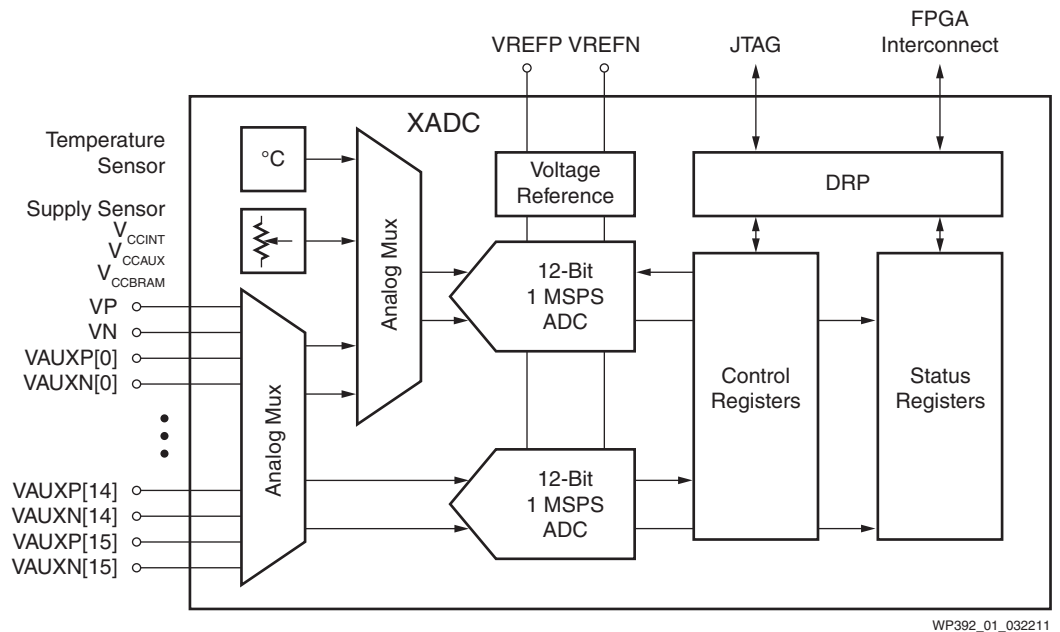 VREFP VREFN
JTAG
FPGA
Interconnect
XADC
Temperature
Sensor
°C
Supply Sensor
VCCINT
VCCAUX
VCCBRAM
VP
VN
VAUXP[0]
VAUXN[0]
VAUXP[14]
VAUXN[14]
VAUXP[15]
VAUXN[15]
Analog Mux
Analog Mux
Voltage
Reference
12-Bit
1 MSPS
ADC
12-Bit
1 MSPS
ADC
DRP
Control
Registers
Status
Registers
WP392_01_032211